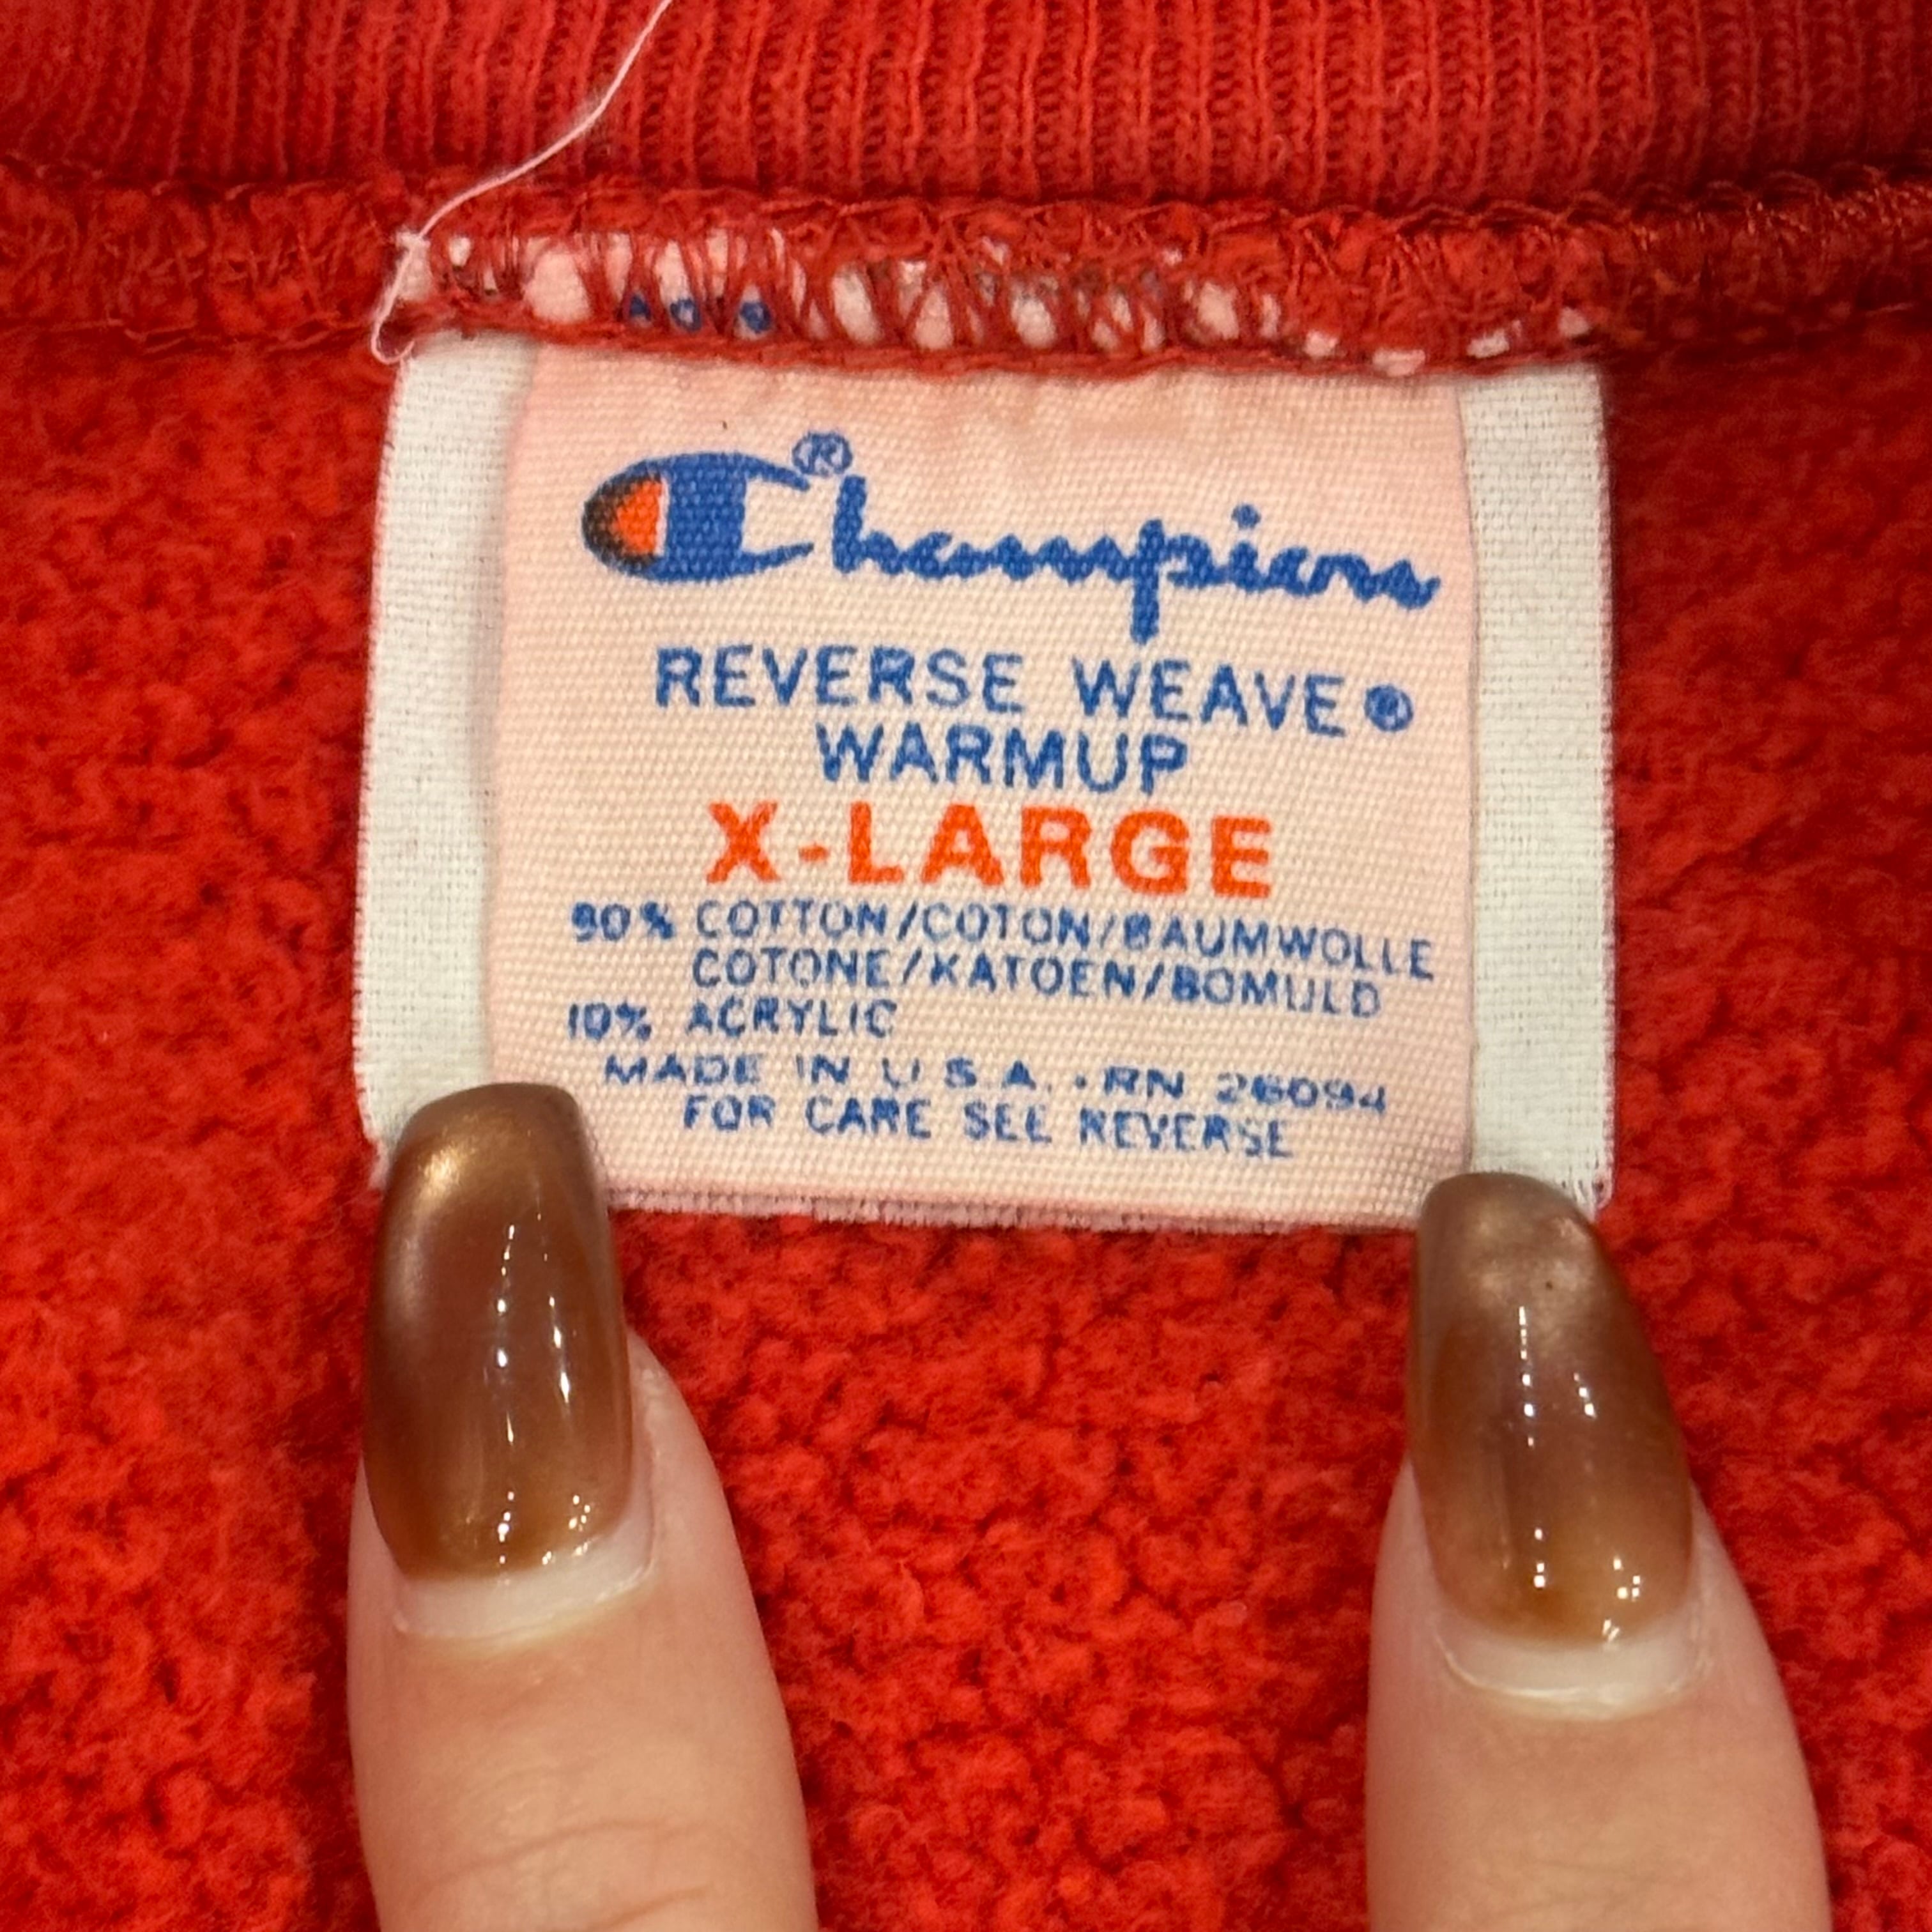 Champion®
REVERSE WEAVE®
WARMUP
X-LARGE
90% COTTON/COTON/BAUMWOLLE
COTONE/KATOEN/BOMULD
10% ACRYLIC
MADE IN U.S.A. · RN 26094
FOR CARE SEE REVERSE